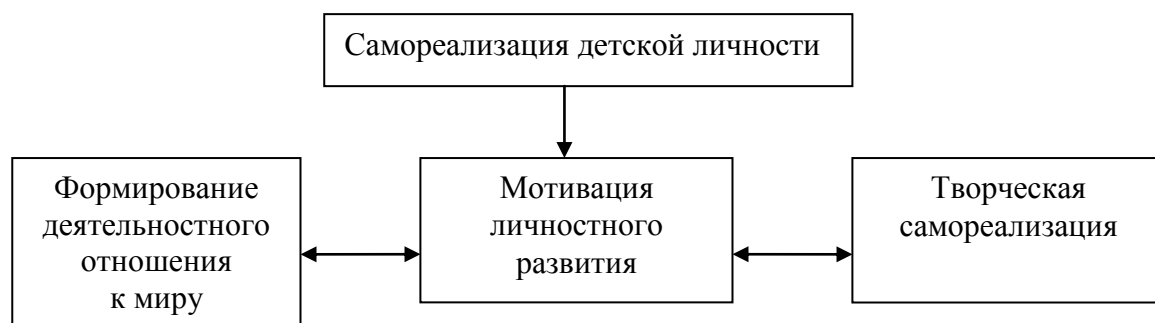 Самореализация детской личности
Формирование
деятельностного
отношения
к миру
Мотивация
личностного
развития
Творческая
самореализация